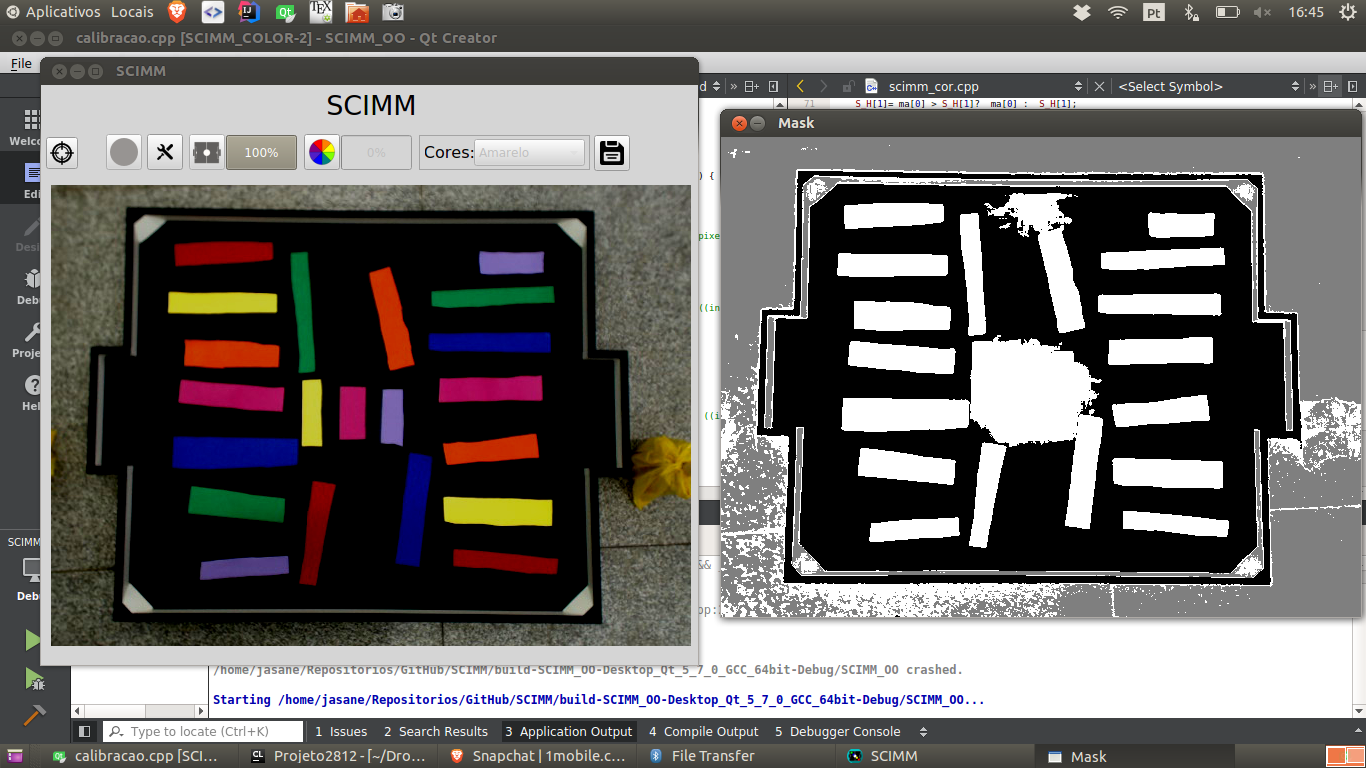 Aplicativos Locais
Pt
16:45
calibracao.cpp [SCIMM_COLOR-2] - SCIMM_OO - Qt Creator
File
SCIMM
SCIMM
100%
0%
Cores: Amarelo
d
scimm_cor.cpp
<Select Symbol>
71 S_H[1]= ma[0] > S_H[1]? ma[0] : S_H[1];
Mask
) {
pixe
((in
((i
&&
op:
Welco
Edi
Desi
Debu
Proje
Hel
SCIMM
Debu
/home/jasane/Repositorios/GitHub/SCIMM/build-SCIMM_OO-Desktop_Qt_5_7_0_GCC_64bit-Debug/SCIMM_OO crashed.
Starting /home/jasane/Repositorios/GitHub/SCIMM/build-SCIMM_OO-Desktop_Qt_5_7_0_GCC_64bit-Debug/SCIMM_OO...
Type to locate (Ctrl+K)
1 Issues 2 Search Results 3 Application Output 4 Compile Output 5 Debugger Console
calibracao.cpp [SCI... Projeto2812 - [~/Dro... Snapchat | 1mobile.c... File Transfer SCIMM Mask